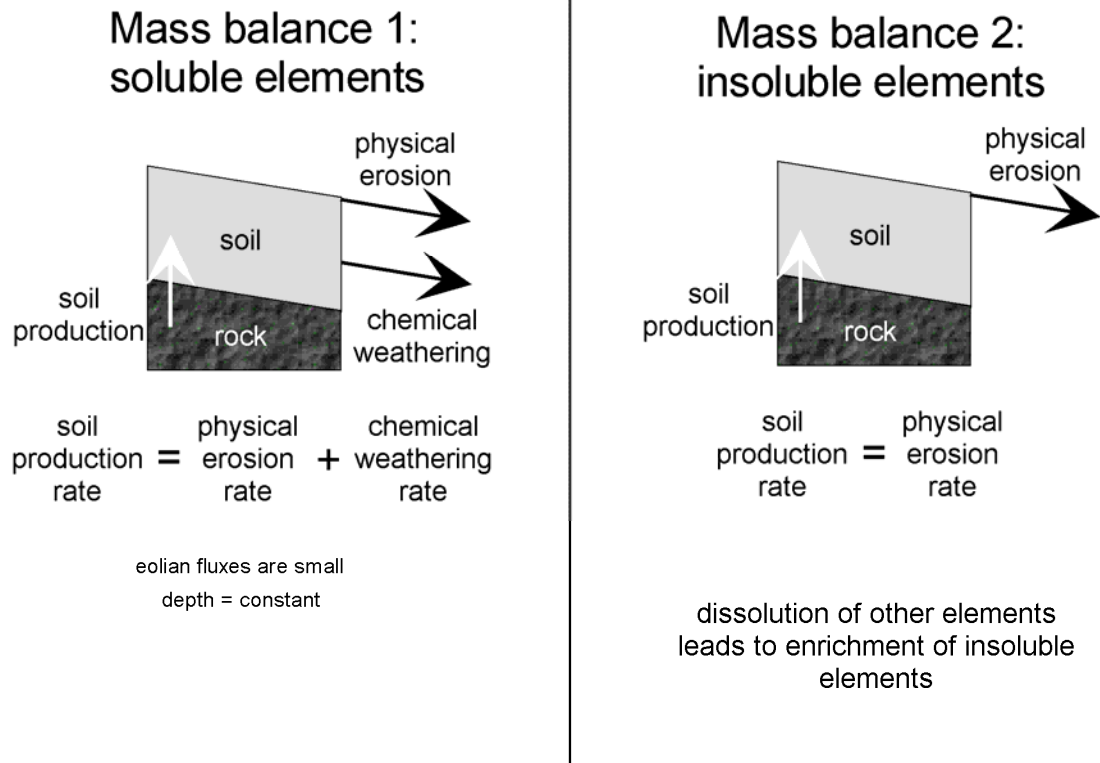 Mass balance 1:
soluble elements
physical
erosion
soil
soil
production
rock
chemical
weathering
soil
production
rate
=
physical
erosion
rate
+
chemical
weathering
rate
eolian fluxes are small
depth = constant
Mass balance 2:
insoluble elements
physical
erosion
soil
soil
production
rock
soil
production
rate
=
physical
erosion
rate
dissolution of other elements
leads to enrichment of insoluble
elements